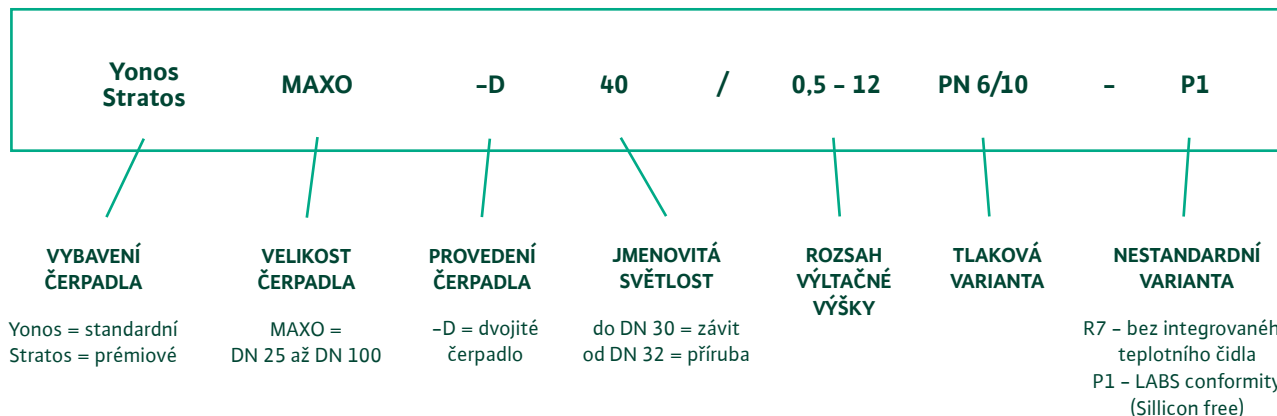 Yonos
Stratos
MAXO
–D
40
/
0,5 – 12
PN 6/10
–
P1
VYBAVENÍ
ČERPADLA
Yonos = standardní
Stratos = prémiové
VELIKOST
ČERPADLA
MAXO =
DN 25 až DN 100
PROVEDENÍ
ČERPADLA
–D = dvojité
čerpadlo
JMENOVITÁ
SVĚTLOST
do DN 30 = závit
od DN 32 = příruba
ROZSAH
VÝLTAČNÉ
VÝŠKY
TLAKOVÁ
VARIANTA
NESTANDARDNÍ
VARIANTA
R7 – bez integrovanéh
teplotního čidla
P1 – LABS conformity
(Sillicon free)